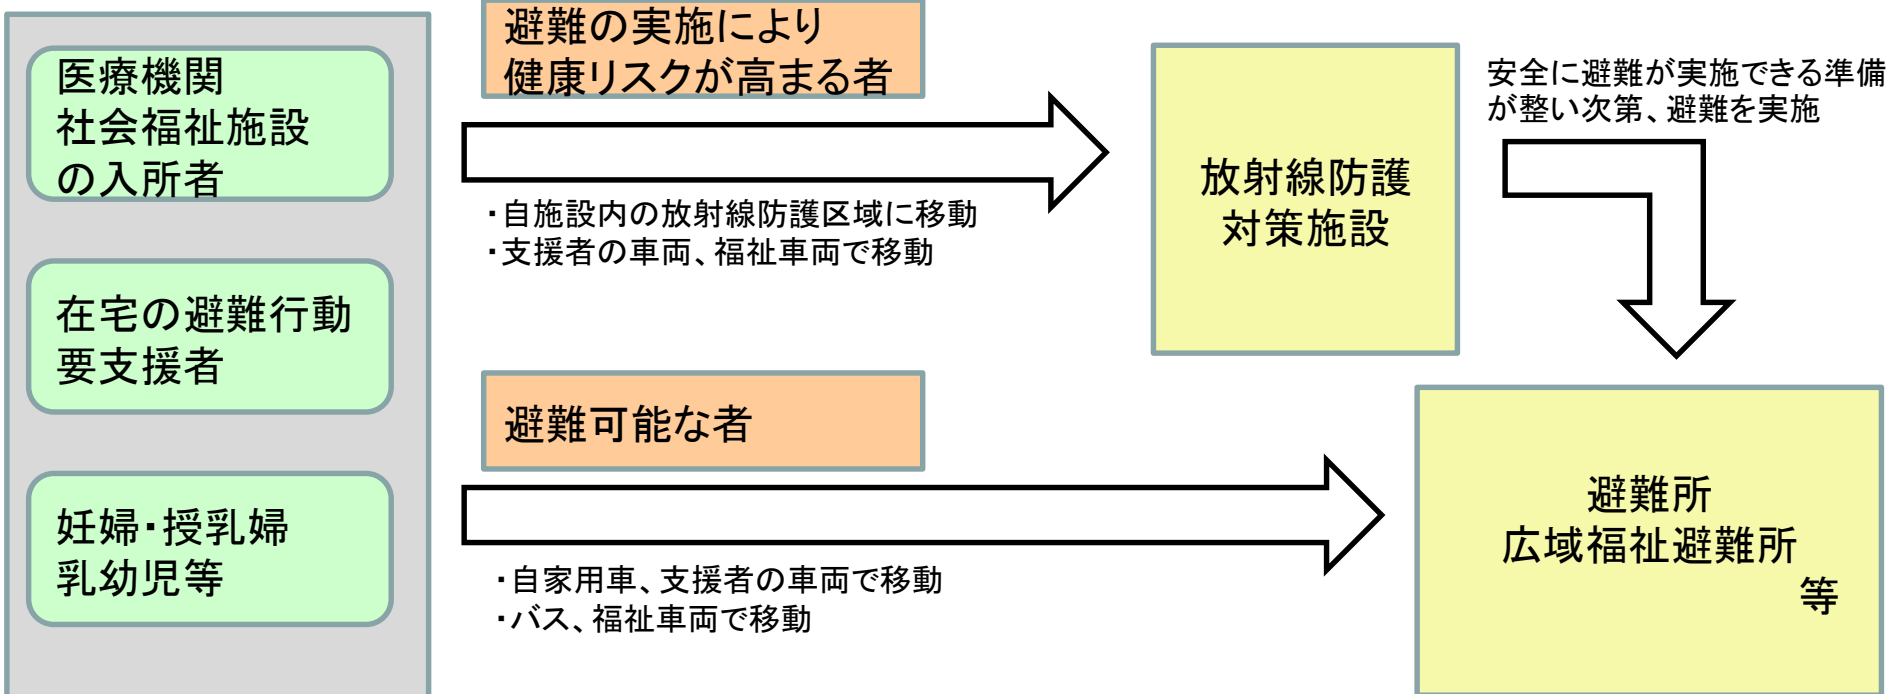 医療機関
社会福祉施設
の入所者
在宅の避難行動
要支援者
妊婦・授乳婦
乳幼児等
避難の実施により
健康リスクが高まる者
・自施設内の放射線防護区域に移動
・支援者の車両、福祉車両で移動
放射線防護
対策施設
安全に避難が実施できる準備
が整い次第、避難を実施
避難可能な者
・自家用車、支援者の車両で移動
・バス、福祉車両で移動
避難所
広域福祉避難所
等